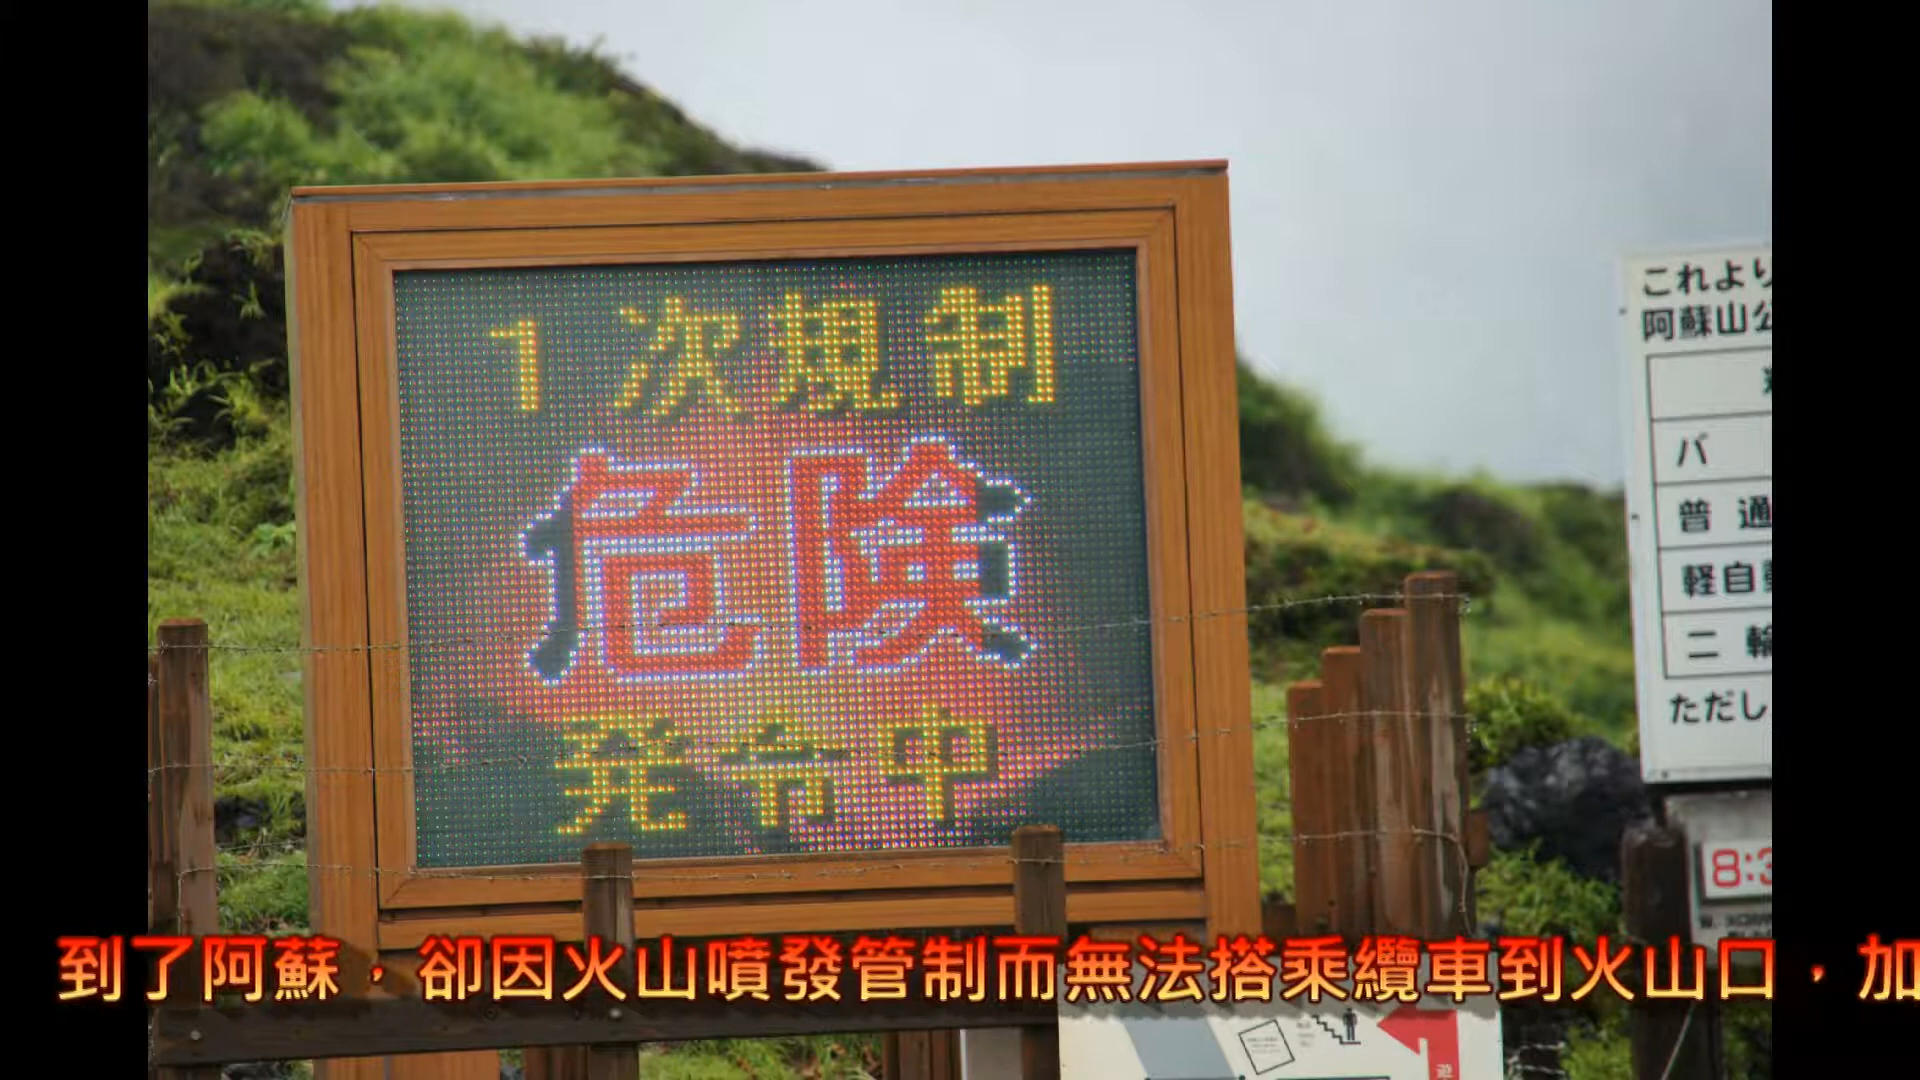 1次規制
危険
発令中
これより
阿蘇山公
バ
普通
軽自動
二輪
ただし
8:3
到了阿蘇，卻因火山噴發管制而無法搭乘纜車到火山口，加